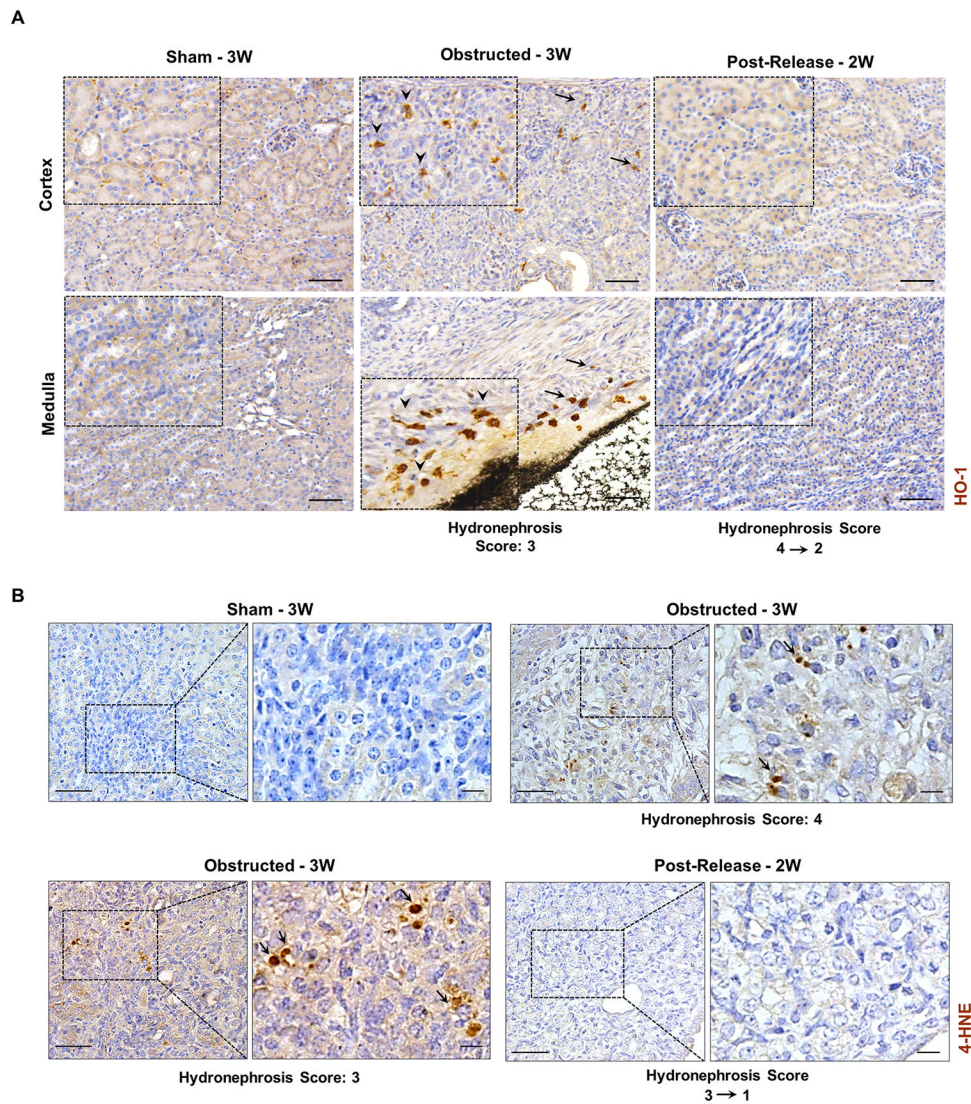 A
Sham - 3W
Obstructed - 3W
Post-Release - 2W
Cortex
Medulla
HO-1
Hydronephrosis
Score: 3
Hydronephrosis Score
4 → 2
B
Sham - 3W
Obstructed - 3W
Hydronephrosis Score: 4
Obstructed - 3W
Post-Release - 2W
4-HNE
Hydronephrosis Score: 3
Hydronephrosis Score
3 → 1